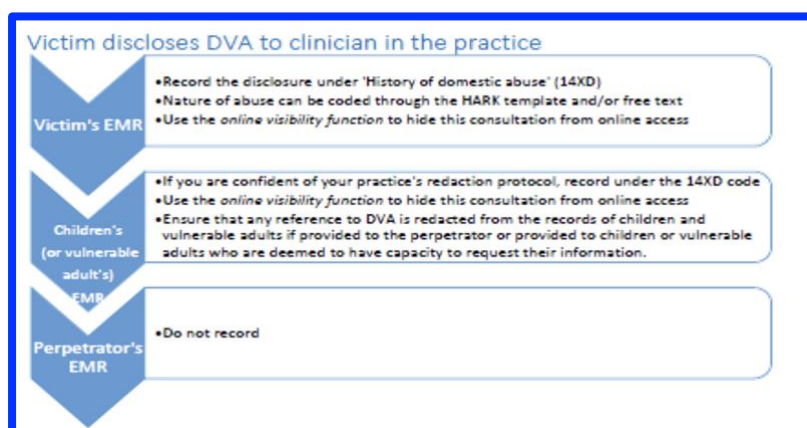 Victim discloses DVA to clinician in the practice
Victim's EMR
•Record the disclosure under 'History of domestic abuse' (14XD)
•Nature of abuse can be coded through the HARK template and/or free text
•Use the online visibility function to hide this consultation from online access
Children's
(or vulnerable
adult's)
EMR
•If you are confident of your practice's redaction protocol, record under the 14XD code
•Use the online visibility function to hide this consultation from online access
•Ensure that any reference to DVA is redacted from the records of children and
vulnerable adults if provided to the perpetrator or provided to children or vulnerable
adults who are deemed to have capacity to request their information.
Perpetrator's
EMR
•Do not record